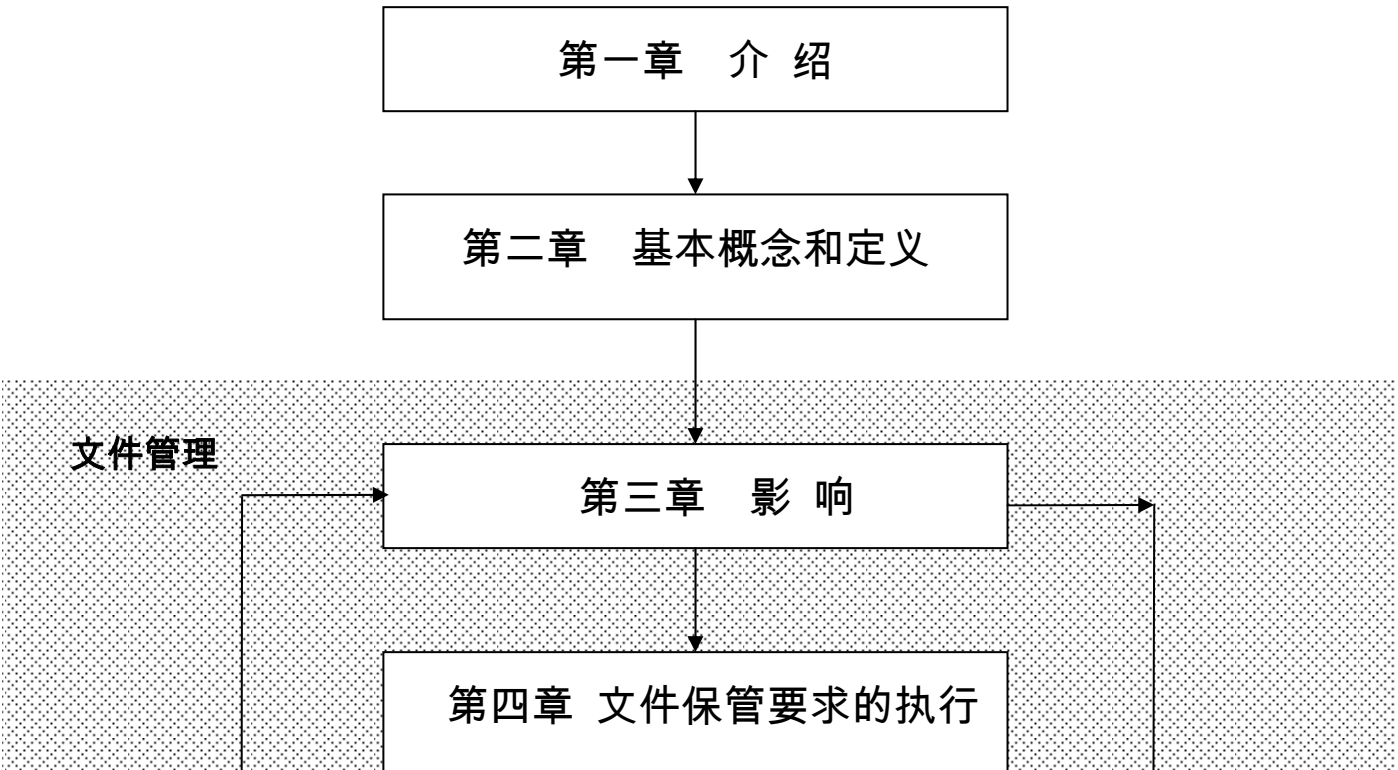 第一章 介 绍
第二章 基本概念和定义
文件管理
第三章 影 响
第四章 文件保管要求的执行